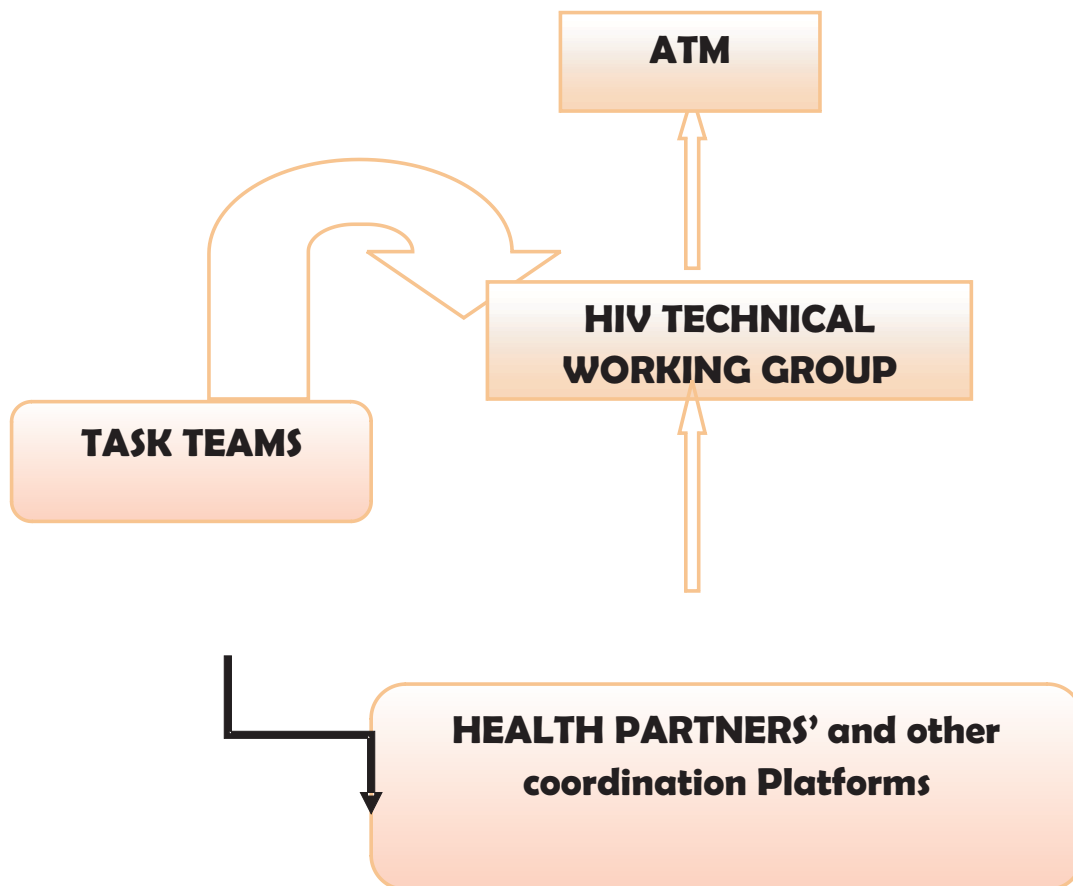 ATM
HIV TECHNICAL
WORKING GROUP
TASK TEAMS
HEALTH PARTNERS’ and other
coordination Platforms